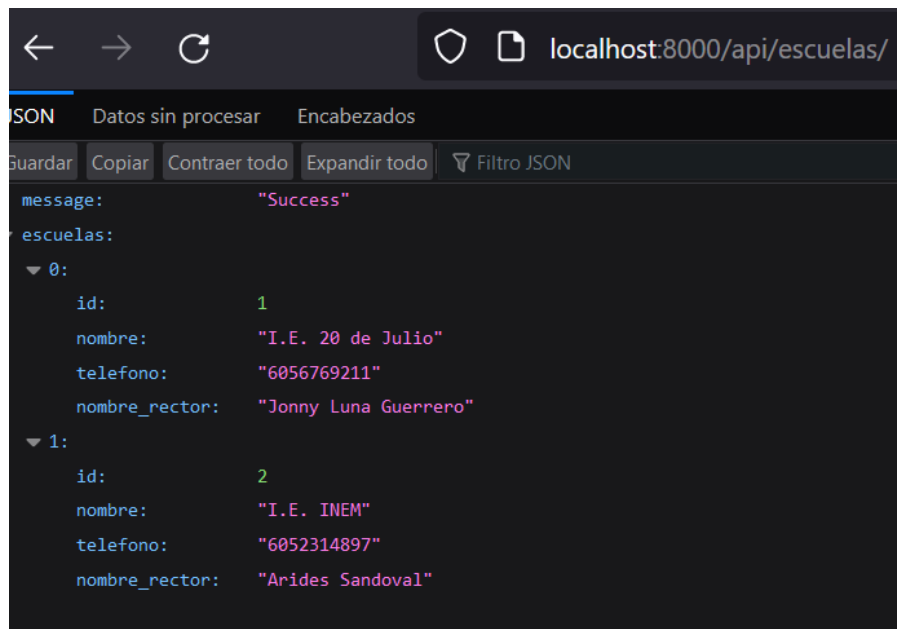 localhost:8000/api/escuelas/
JSON Datos sin procesar Encabezados
Guardar Copiar Contraer todo Expandir todo Filtro JSON
message: "Success"
escuelas:
0:
id: 1
nombre: "I.E. 20 de Julio"
telefono: "6056769211"
nombre_rector: "Jonny Luna Guerrero"
1:
id: 2
nombre: "I.E. INEM"
telefono: "6052314897"
nombre_rector: "Arides Sandoval"